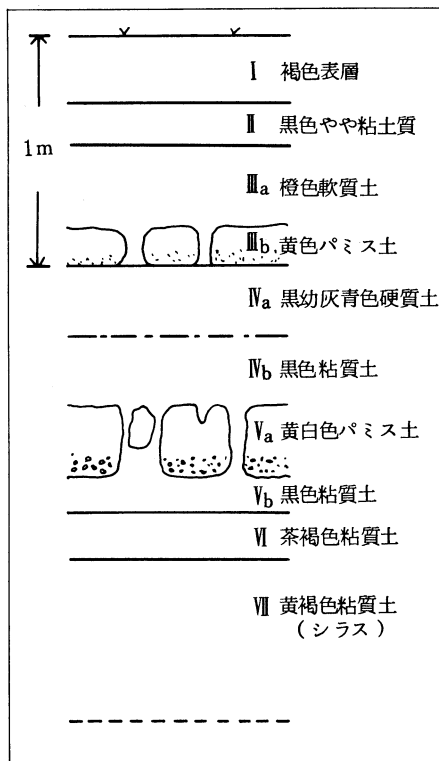 Ⅰ 褐色表層
Ⅱ 黒色やや粘土質
1m
Ⅲa 橙色軟質土
Ⅲb 黄色パミス土
Ⅳa 黒幼灰青色硬質土
Ⅳb 黒色粘質土
Ⅴa 黄白色パミス土
Ⅴb 黒色粘質土
Ⅵ 茶褐色粘質土
Ⅶ 黄褐色粘質土
(シラス)